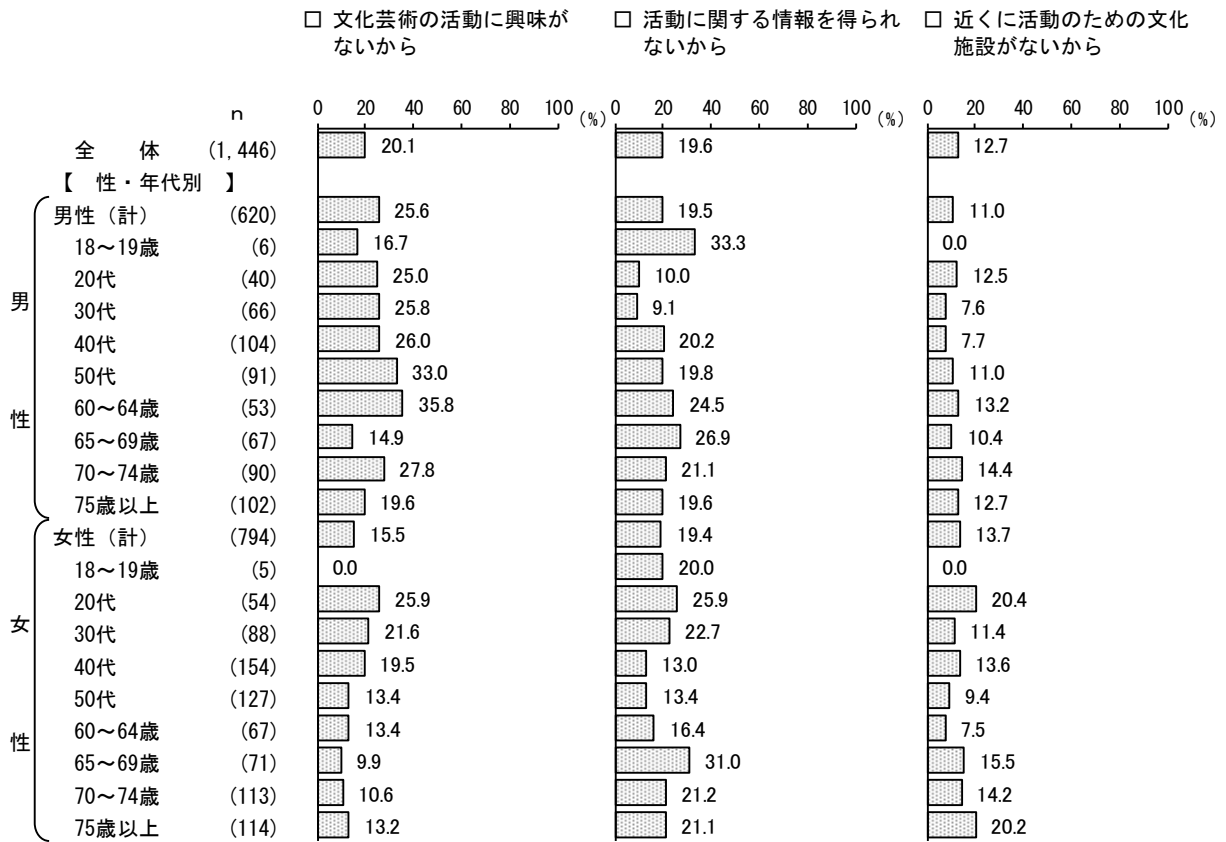 □ 文化芸術の活動に興味が
ないから
□ 活動に関する情報を得られ
ないから
□ 近くに活動のための文化
施設がないから
n
0 20 40 60 80 100 (%) 0 20 40 60 80 100 (%) 0 20 40 60 80 100 (%)
全 体 (1,446) 20.1 19.6 12.7
【 性・年代別 】
男性（計） (620) 25.6 19.5 11.0
18～19歳 (6) 16.7 33.3 0.0
20代 (40) 25.0 10.0 12.5
男
30代 (66) 25.8 9.1 7.6
40代 (104) 26.0 20.2 7.7
50代 (91) 33.0 19.8 11.0
60～64歳 (53) 35.8 24.5 13.2
性
65～69歳 (67) 14.9 26.9 10.4
70～74歳 (90) 27.8 21.1 14.4
75歳以上 (102) 19.6 19.6 12.7
女性（計） (794) 15.5 19.4 13.7
18～19歳 (5) 0.0 20.0 0.0
20代 (54) 25.9 25.9 20.4
女
30代 (88) 21.6 22.7 11.4
40代 (154) 19.5 13.0 13.6
50代 (127) 13.4 13.4 9.4
60～64歳 (67) 13.4 16.4 7.5
性
65～69歳 (71) 9.9 31.0 15.5
70～74歳 (113) 10.6 21.2 14.2
75歳以上 (114) 13.2 21.1 20.2